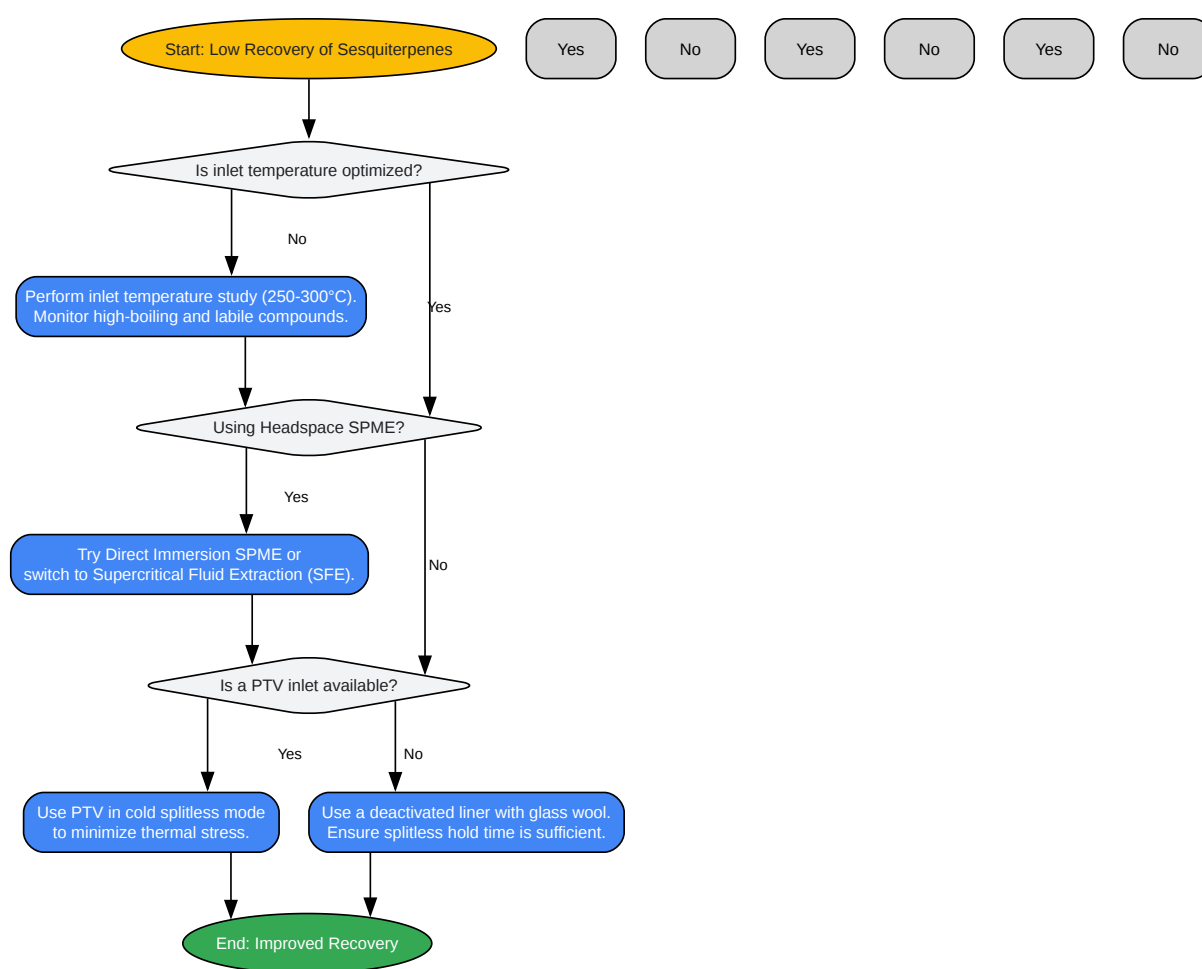 Start: Low Recovery of Sesquiterpenes
Yes
No
Yes
No
Yes
No
Is inlet temperature optimized?
No
Perform inlet temperature study (250-300°C).
Monitor high-boiling and labile compounds.
Yes
Using Headspace SPME?
Yes
Try Direct Immersion SPME or
switch to Supercritical Fluid Extraction (SFE).
No
Is a PTV inlet available?
Yes
No
Use PTV in cold splitless mode
to minimize thermal stress.
Use a deactivated liner with glass wool.
Ensure splitless hold time is sufficient.
End: Improved Recovery